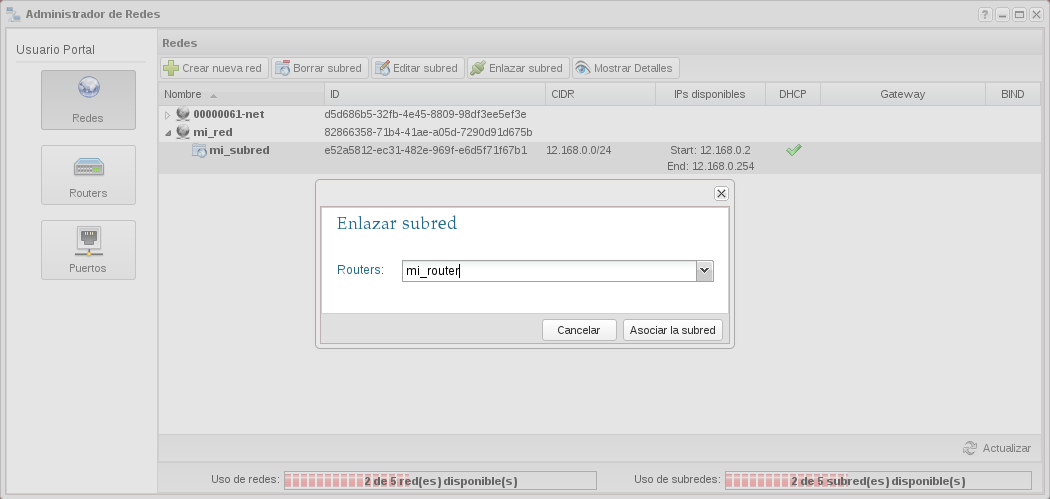 Administrador de Redes
Usuario Portal
Redes
Routers
Puertos
Redes
Crear nueva red
Borrar subred
Editar subred
Enlazar subred
Mostrar Detalles
Nombre ID CIDR IPs disponibles DHCP Gateway BIND
00000061-net d5d686b5-32fb-4e45-8809-98df3ee5ef3e
mi_red 82866358-71b4-41ae-a05d-7290d91d675b
mi_subred e52a5812-ec31-482e-969f-e6d5f71f67b1 12.168.0.0/24 Start: 12.168.0.2
End: 12.168.0.254
Enlazar subred
Routers: mi_router
Cancelar Asociar la subred
Actualizar
Uso de redes: 2 de 5 red(es) disponible(s) Uso de subredes: 2 de 5 subred(es) disponible(s)